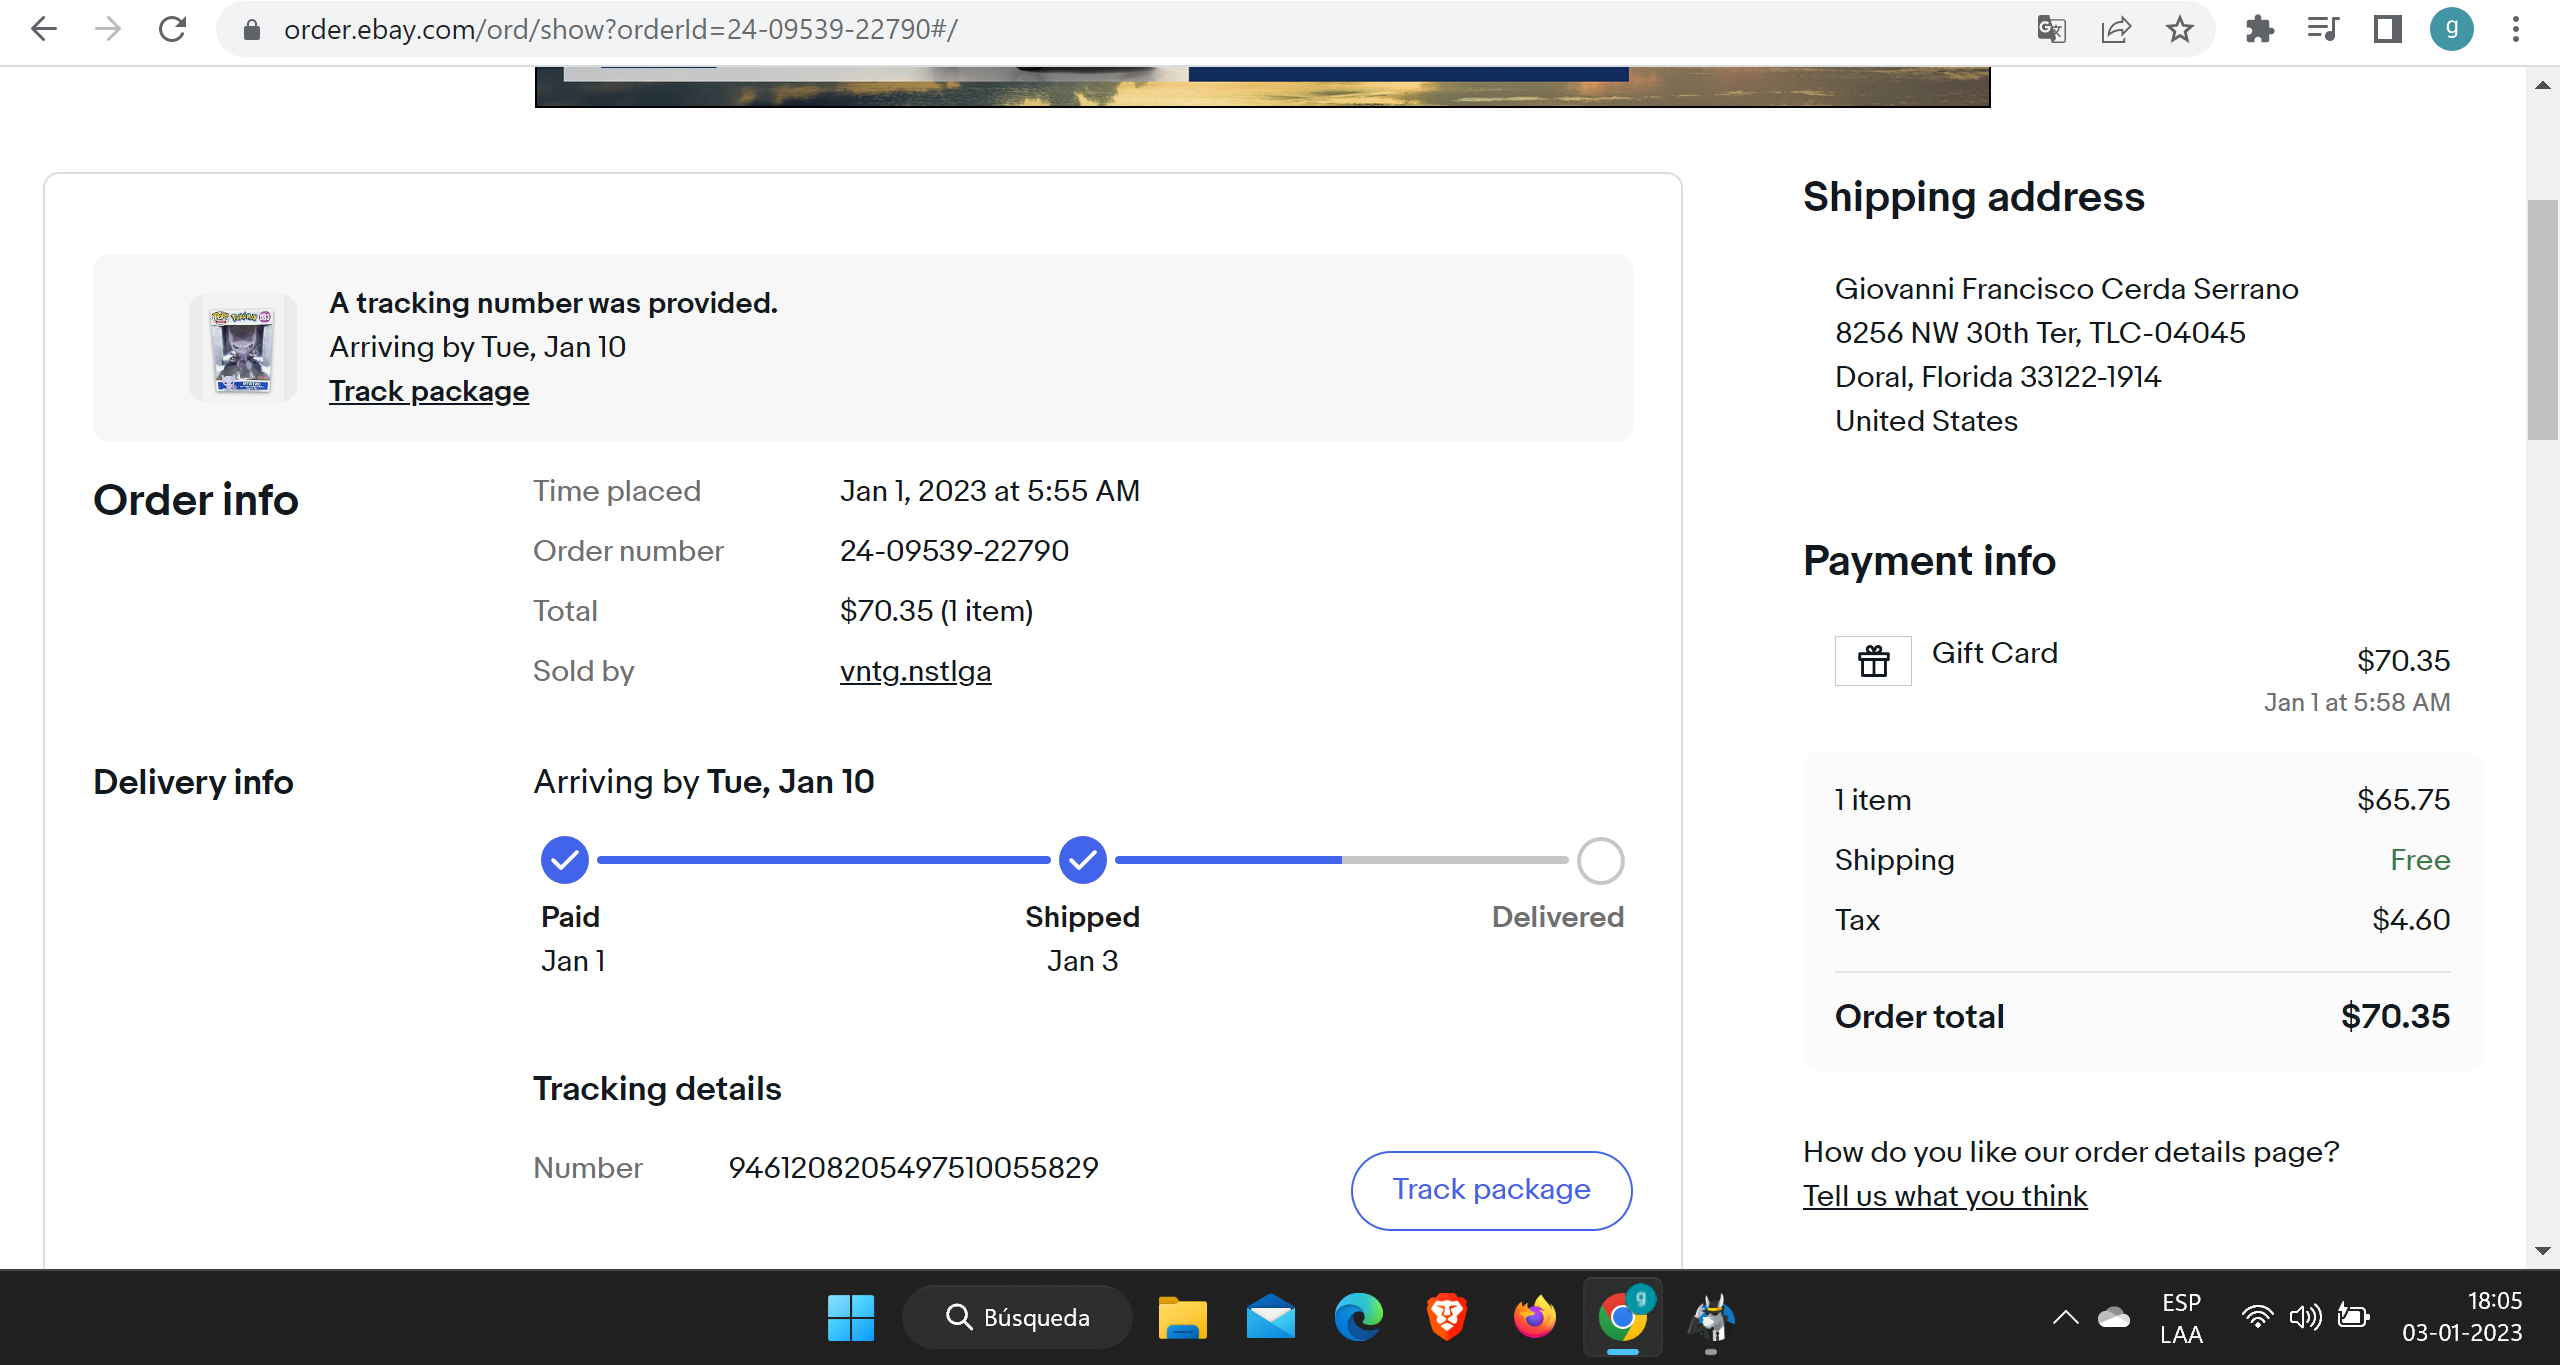 order.ebay.com/ord/show?orderId=24-09539-22790#/
g
A tracking number was provided.
Arriving by Tue, Jan 10
Track package
Order info
Time placed Jan 1, 2023 at 5:55 AM
Order number 24-09539-22790
Total $70.35 (1 item)
Sold by vntg.nstlga
Delivery info
Arriving by Tue, Jan 10
Paid Shipped Delivered
Jan 1 Jan 3
Tracking details
Number 9461208205497510055829
Track package
Shipping address
Giovanni Francisco Cerda Serrano
8256 NW 30th Ter, TLC-04045
Doral, Florida 33122-1914
United States
Payment info
Gift Card $70.35
Jan 1 at 5:58 AM
1 item $65.75
Shipping Free
Tax $4.60
Order total $70.35
How do you like our order details page?
Tell us what you think
Búsqueda
g
ESP
LAA
18:05
03-01-2023